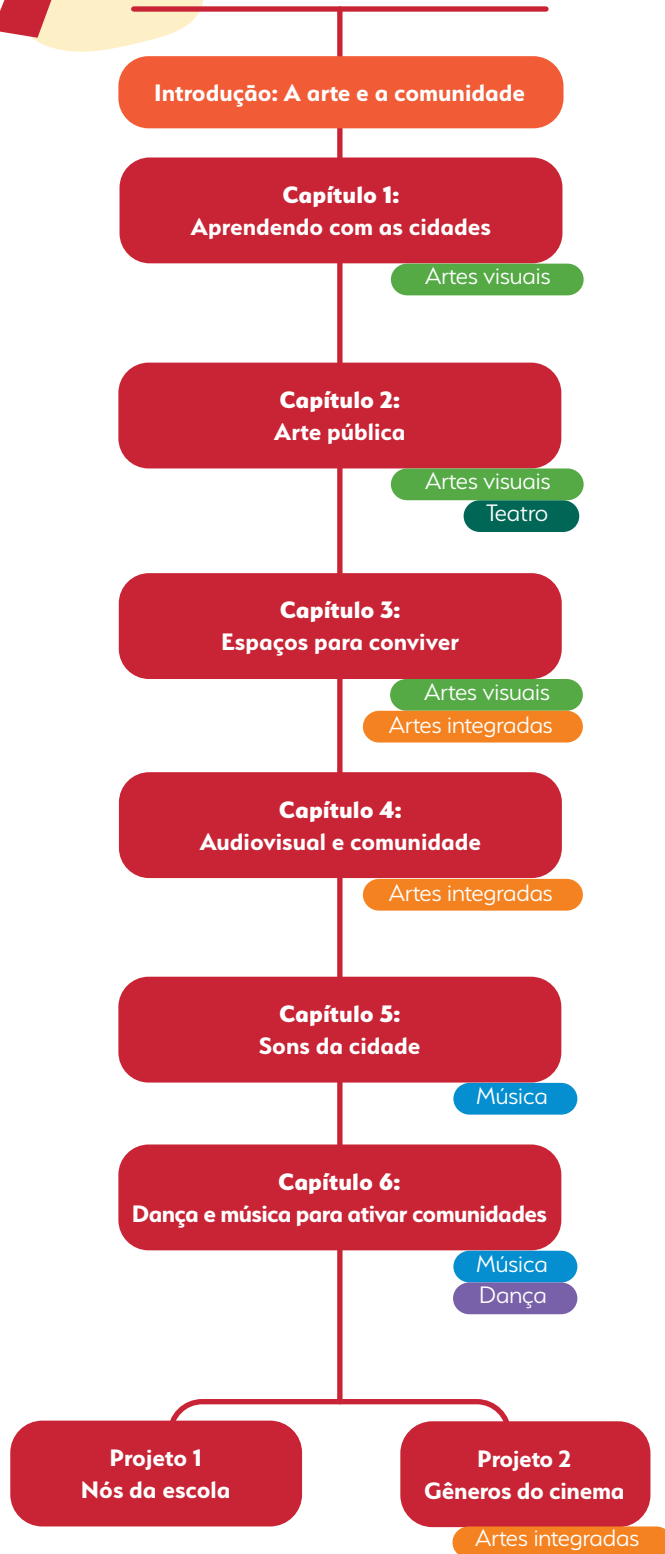 Introdução: A arte e a comunidade
Capítulo 1:
Aprendendo com as cidades
Artes visuais
Capítulo 2:
Arte pública
Artes visuais
Teatro
Capítulo 3:
Espaços para conviver
Artes visuais
Artes integradas
Capítulo 4:
Audiovisual e comunidade
Artes integradas
Capítulo 5:
Sons da cidade
Música
Capítulo 6:
Dança e música para ativar comunidades
Música
Dança
Projeto 1
Nós da escola
Projeto 2
Gêneros do cinema
Artes integradas